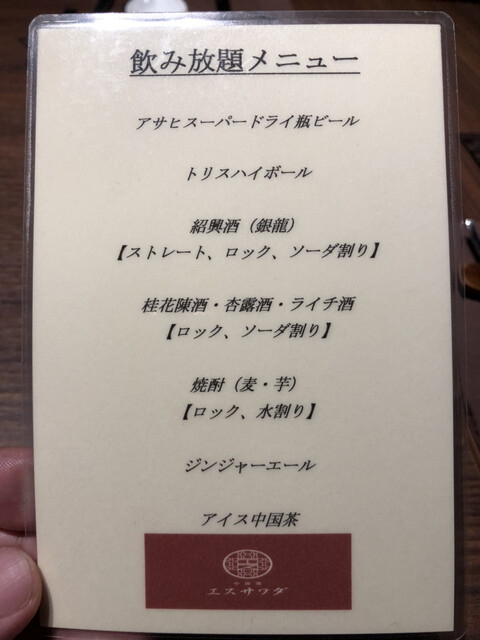 飲み放題メニュー
アサヒスーパードライ瓶ビール
トリスハイボール
紹興酒（銀龍）
【ストレート、ロック、ソーダ割り】
桂花陳酒・杏露酒・ライチ酒
【ロック、ソーダ割り】
焼酎（麦・芋）
【ロック、水割り】
ジンジャーエール
アイス中国茶
中国菜
エスサワダ